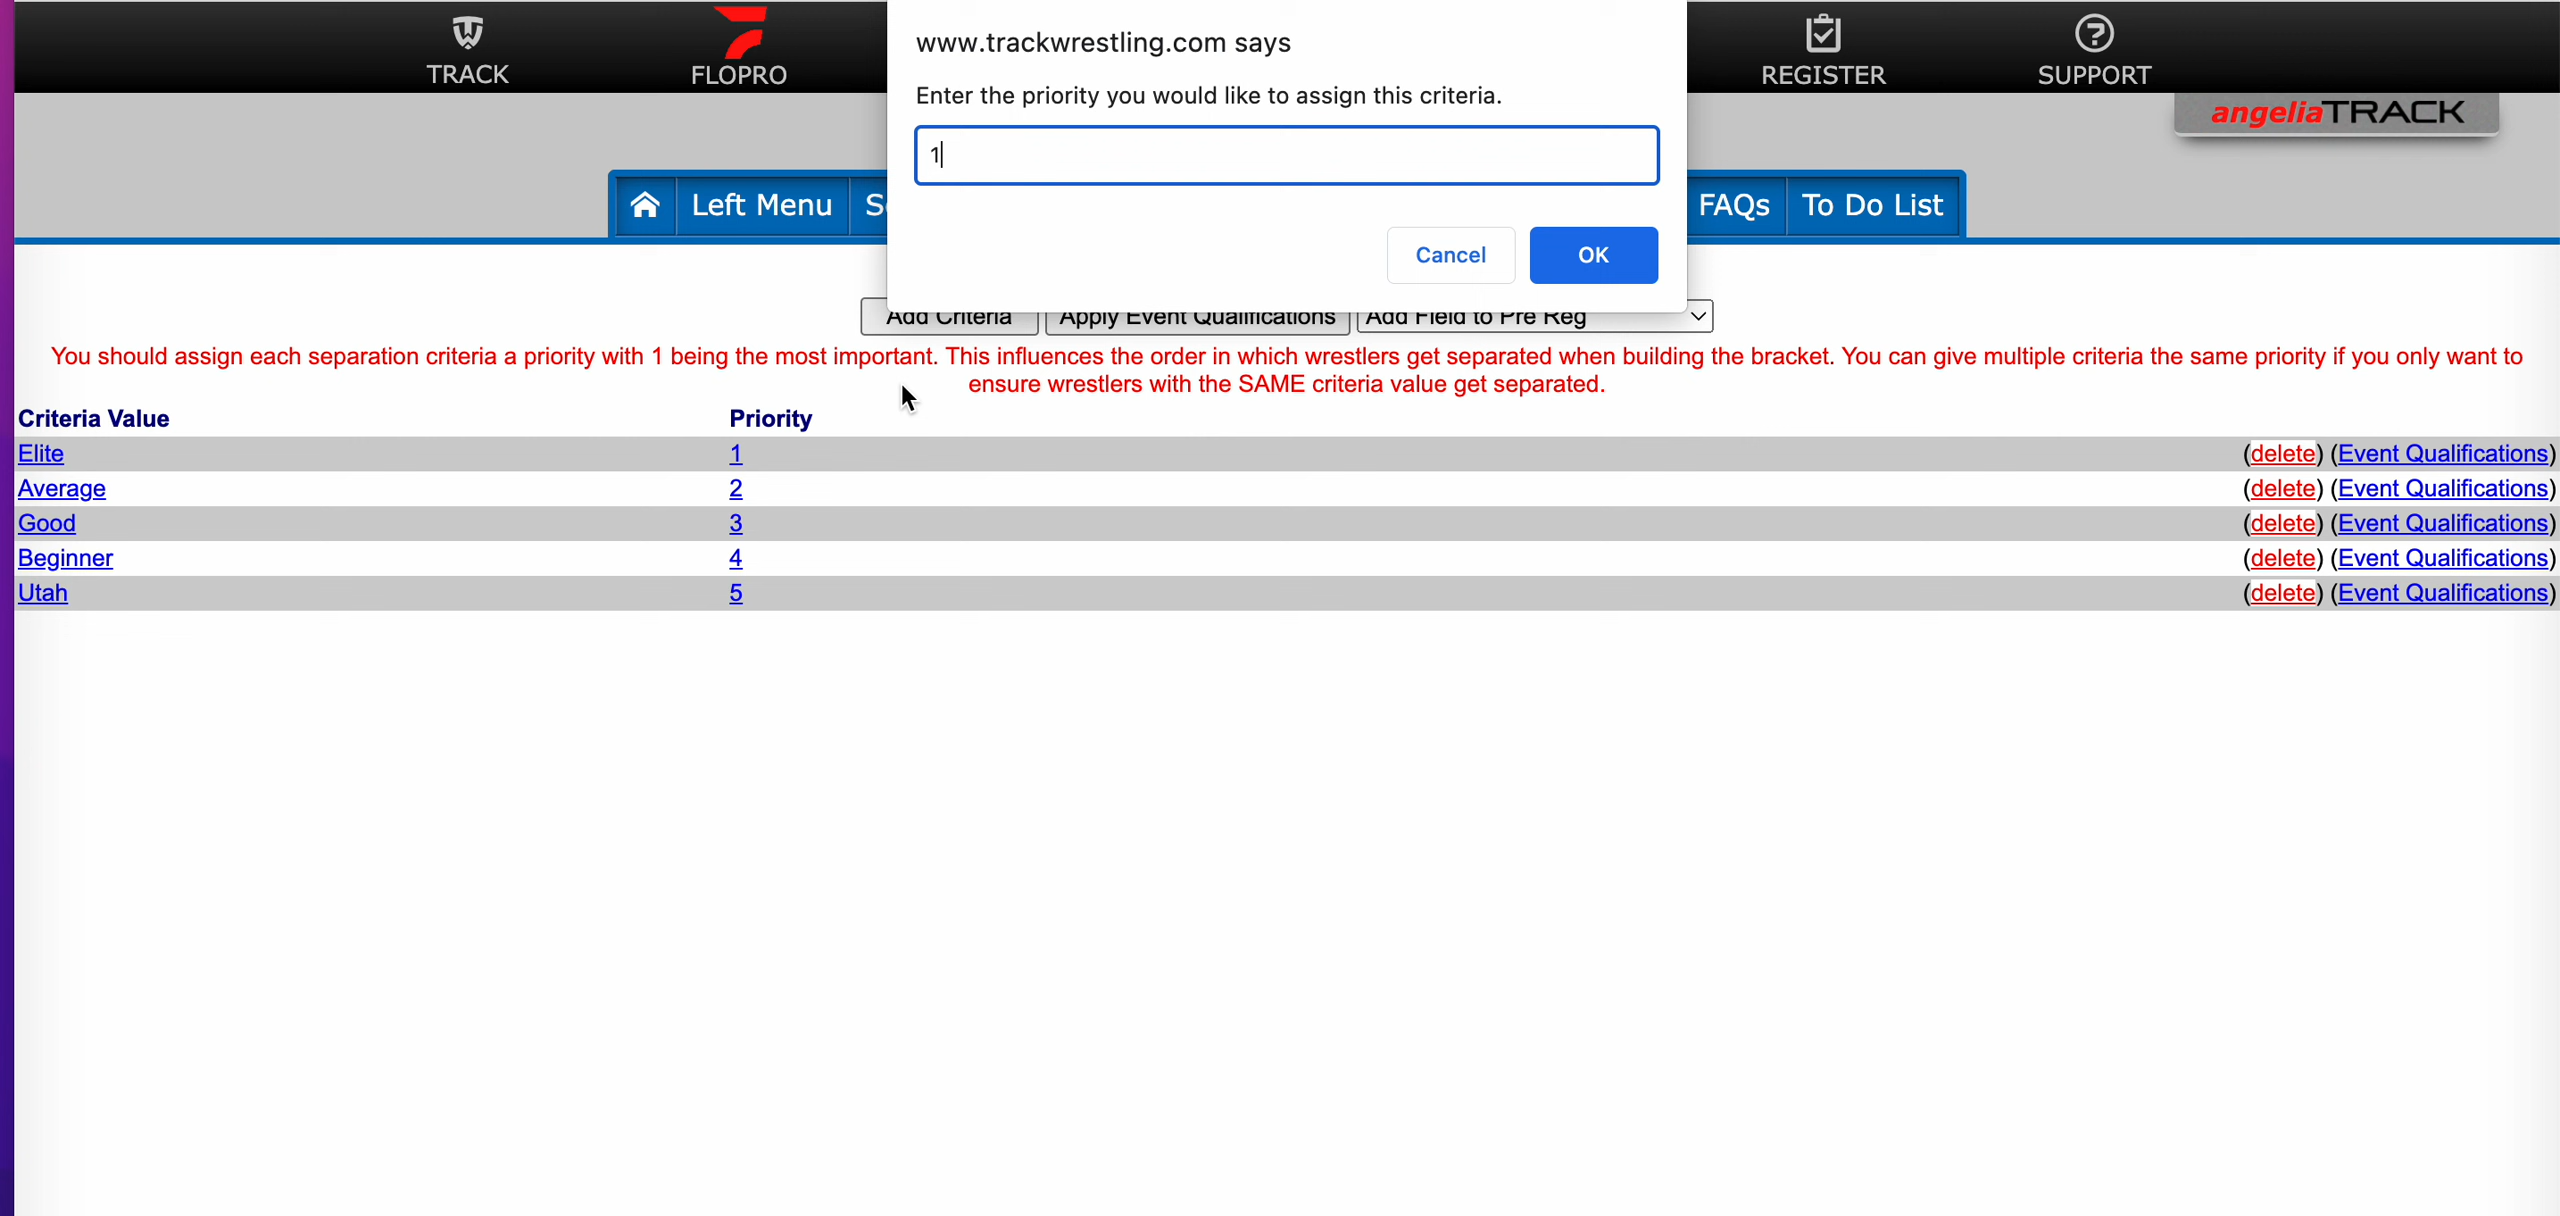 TRACK
FLOPRO
REGISTER
SUPPORT
www.trackwrestling.com says
Enter the priority you would like to assign this criteria.
1
Cancel
OK
angeliaTRACK
Left Menu
FAQs
To Do List
Add Criteria
Apply Event Qualifications
Add Field to Pre Reg
You should assign each separation criteria a priority with 1 being the most important. This influences the order in which wrestlers get separated when building the bracket. You can give multiple criteria the same priority if you only want to
ensure wrestlers with the SAME criteria value get separated.
Criteria Value Priority
Elite 1 (delete) (Event Qualifications)
Average 2 (delete) (Event Qualifications)
Good 3 (delete) (Event Qualifications)
Beginner 4 (delete) (Event Qualifications)
Utah 5 (delete) (Event Qualifications)